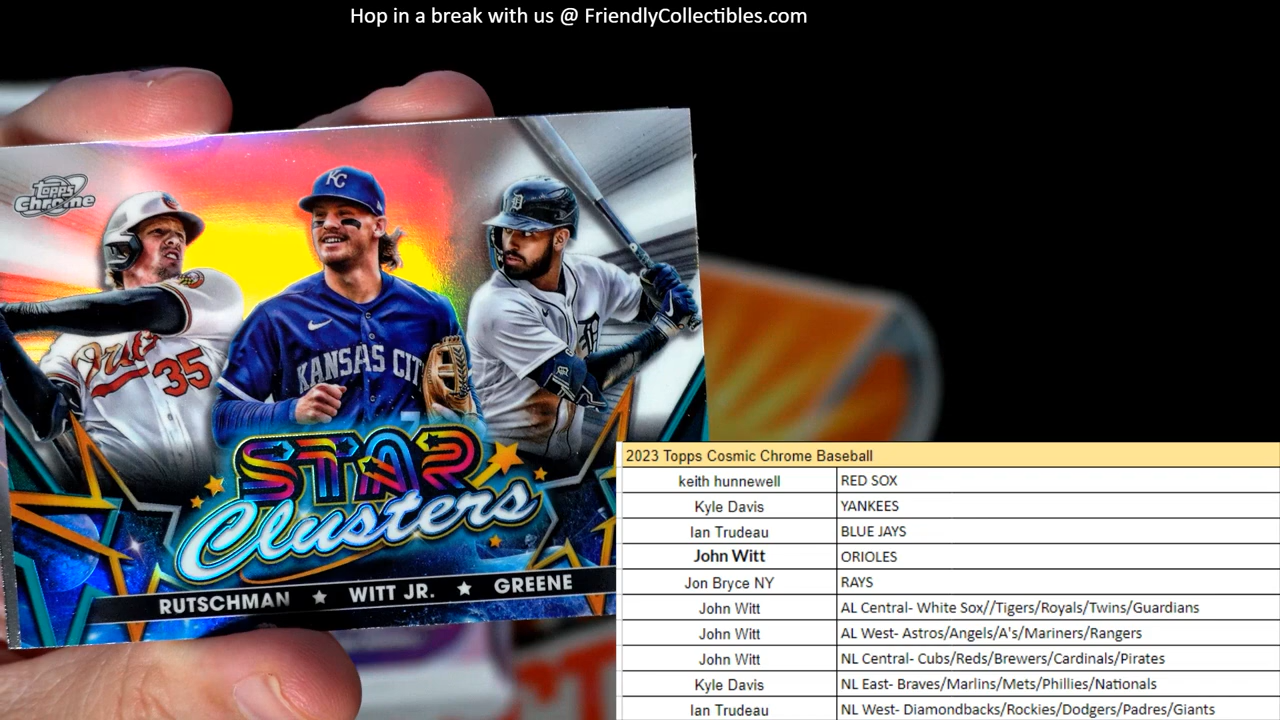 Hop in a break with us @ FriendlyCollectibles.com
Topps
Chrome
KC
D
Orio
35
KANSAS CIT
7
STAR
Clusters
RUTSCHMAN ★ WITT JR. ★ GREENE
2023 Topps Cosmic Chrome Baseball
keith hunnewell RED SOX
Kyle Davis YANKEES
Ian Trudeau BLUE JAYS
John Witt ORIOLES
Jon Bryce NY RAYS
John Witt AL Central- White Sox//Tigers/Royals/Twins/Guardians
John Witt AL West- Astros/Angels/A's/Mariners/Rangers
John Witt NL Central- Cubs/Reds/Brewers/Cardinals/Pirates
Kyle Davis NL East- Braves/Marlins/Mets/Phillies/Nationals
Ian Trudeau NL West- Diamondbacks/Rockies/Dodgers/Padres/Giants